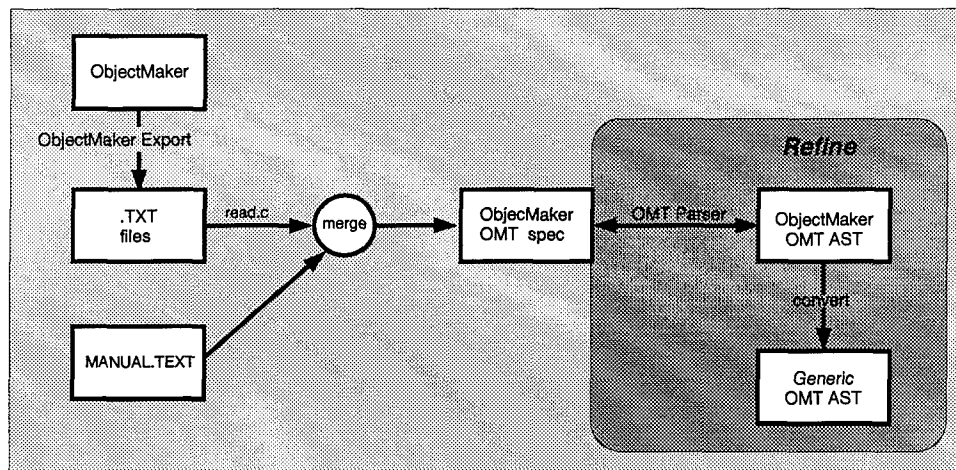 ObjectMaker
ObjectMaker Export
Refine
.TXT
files
read.c
merge
ObjecMaker
OMT spec
OMT Parser
ObjectMaker
OMT AST
convert
MANUAL.TEXT
Generic
OMT AST